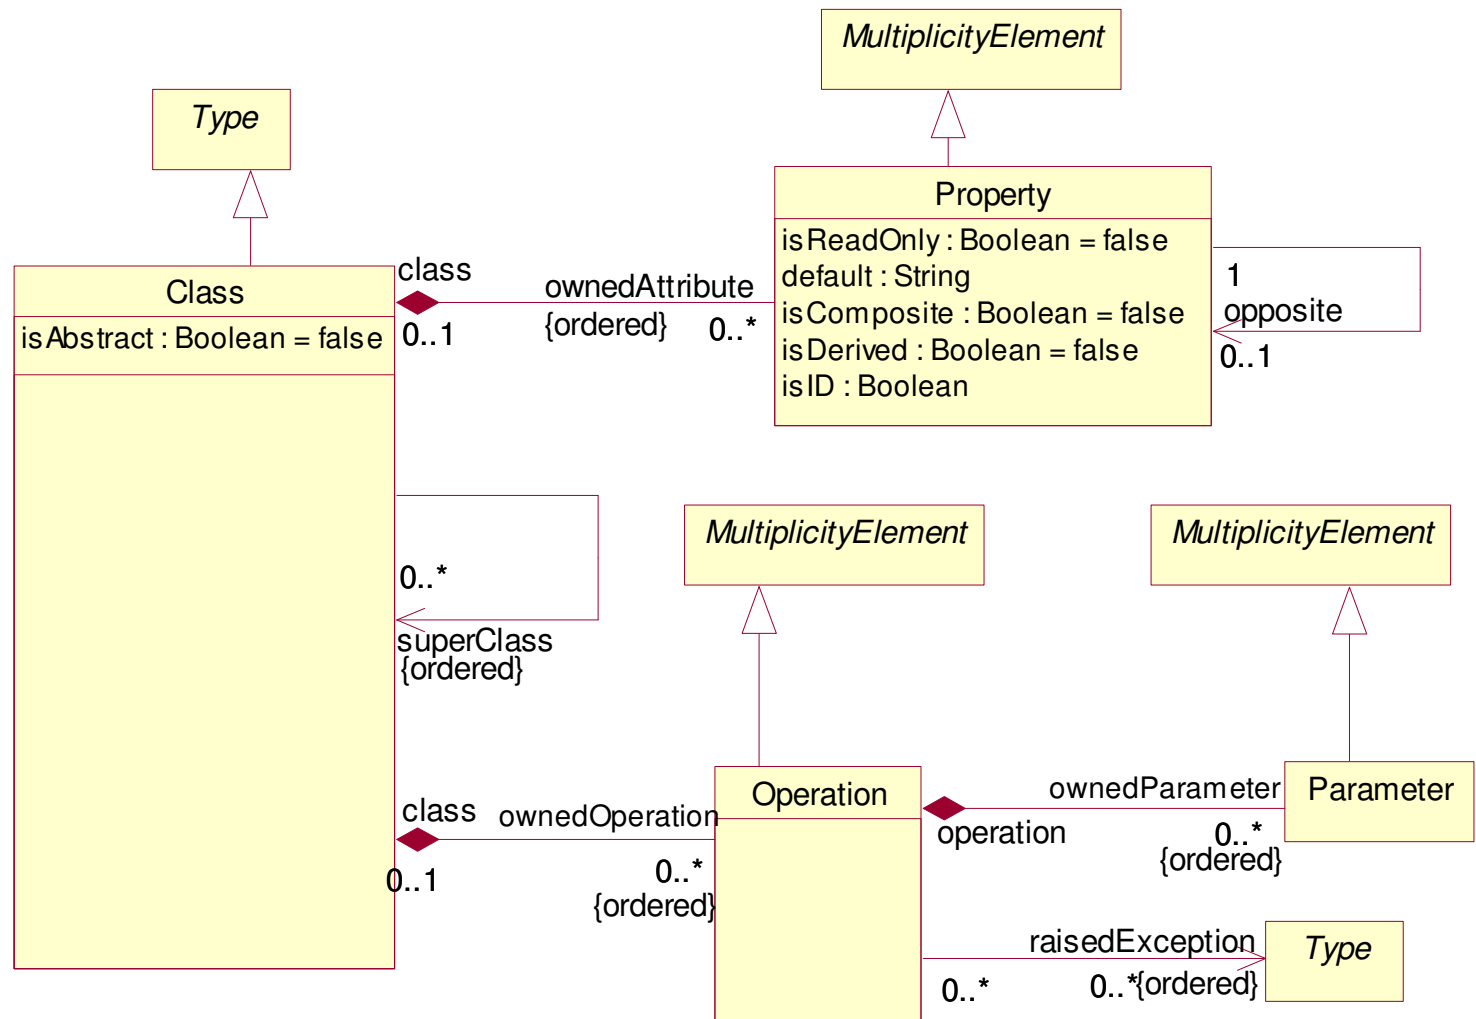 MultiplicityElement
Type
Property
isReadOnly : Boolean = false
default : String
isComposite : Boolean = false
isDerived : Boolean = false
isID : Boolean
1
opposite
0..1
class
ownedAttribute
{ordered}
0..*
0..1
Class
isAbstract : Boolean = false
0..*
superClass
{ordered}
MultiplicityElement
MultiplicityElement
class
ownedOperation
0..1
0..*
{ordered}
Operation
ownedParameter
operation
0..*
{ordered}
Parameter
raisedException
0..*
0..*{ordered}
Type